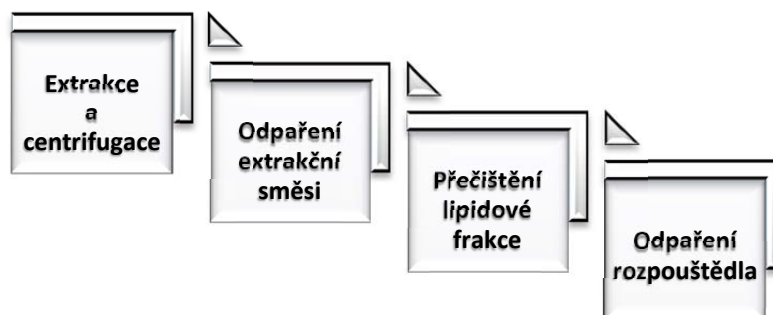 Extrakce
a
centrifugace
Odpaření
extrakční
směsi
Přečištění
lipidové
frakce
Odpaření
rozpouštědla